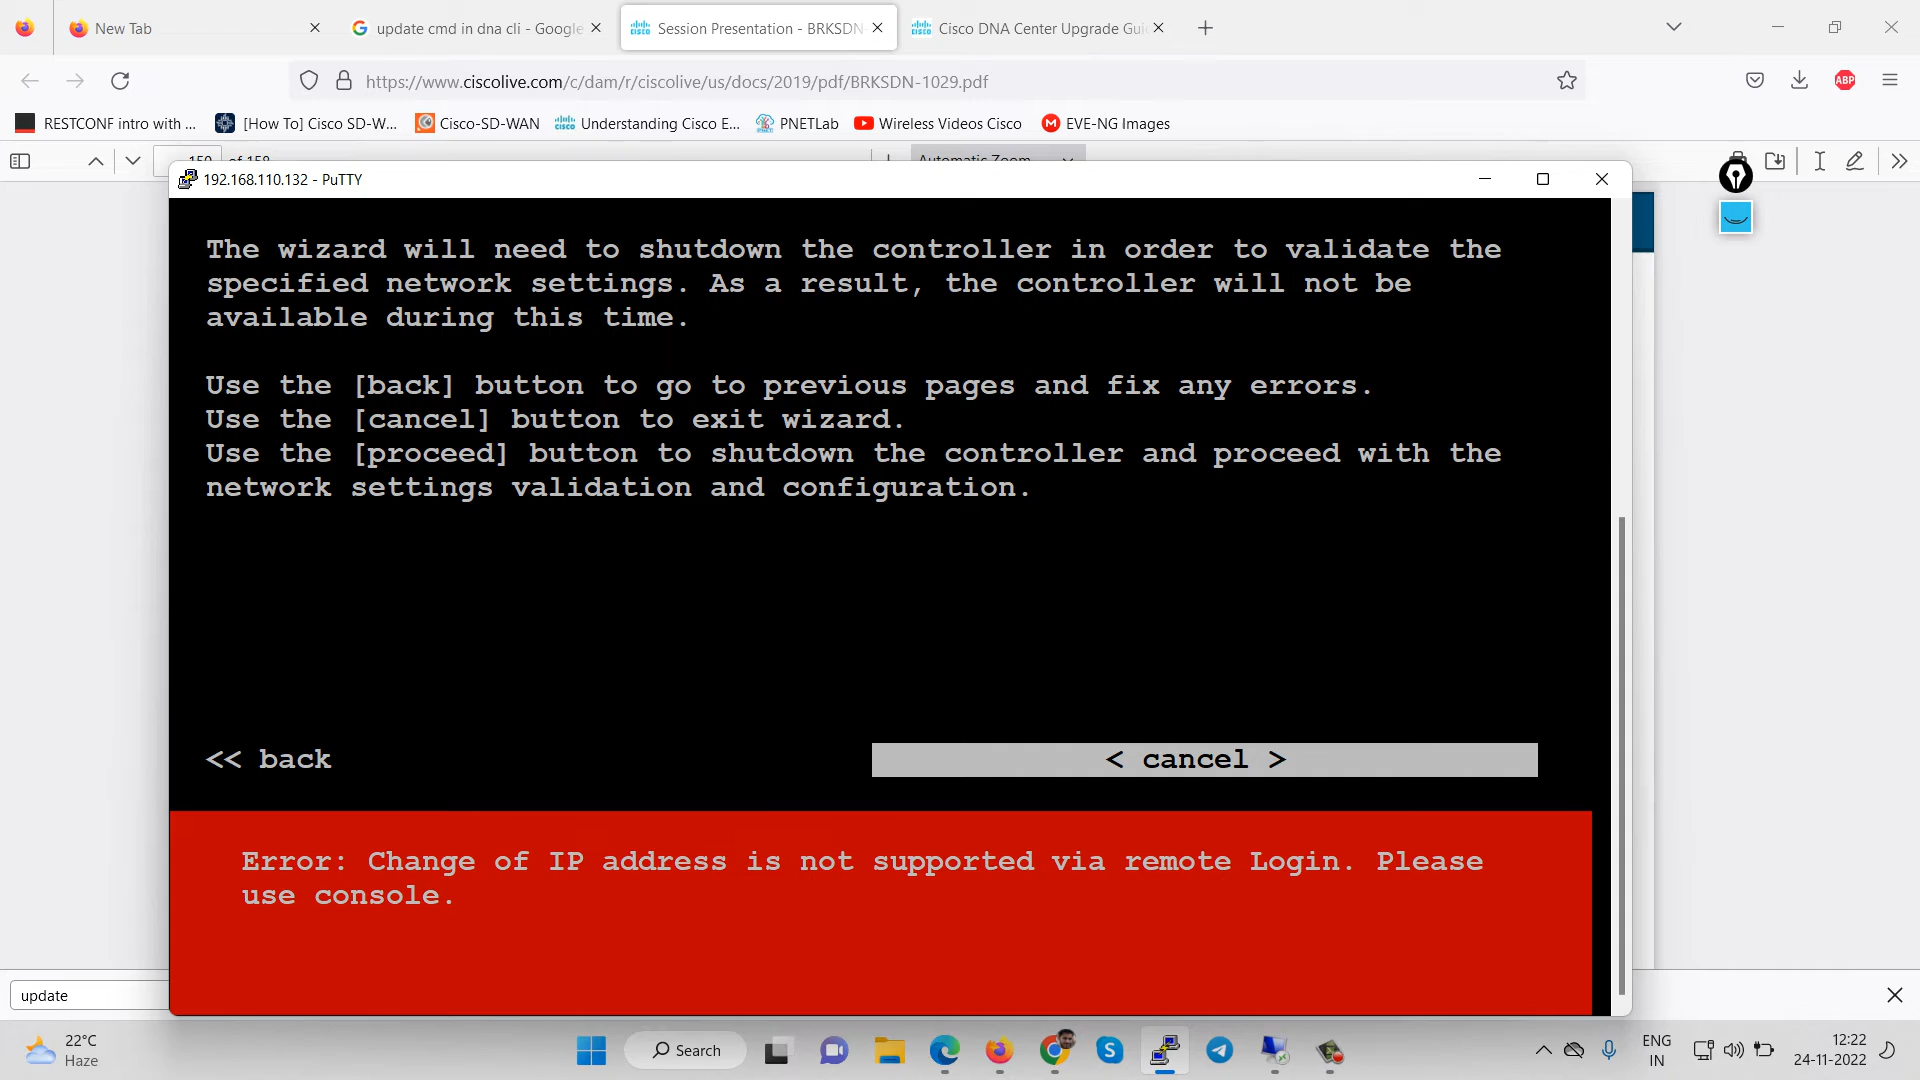 New Tab
update cmd in dna cli - Google
Session Presentation - BRKSDN-
Cisco DNA Center Upgrade Gui
https://www.ciscolive.com/c/dam/r/ciscolive/us/docs/2019/pdf/BRKSDN-1029.pdf
ABP
RESTCONF intro with ...
[How To] Cisco SD-W...
Cisco-SD-WAN
Understanding Cisco E...
PNETLab
Wireless Videos Cisco
EVE-NG Images
150 of 158
Automatic Zoom
192.168.110.132 - PuTTY
The wizard will need to shutdown the controller in order to validate the
specified network settings. As a result, the controller will not be
available during this time.
Use the [back] button to go to previous pages and fix any errors.
Use the [cancel] button to exit wizard.
Use the [proceed] button to shutdown the controller and proceed with the
network settings validation and configuration.
<< back
< cancel >
Error: Change of IP address is not supported via remote Login. Please
use console.
update
22°C
Haze
Search
ENG
IN
12:22
24-11-2022